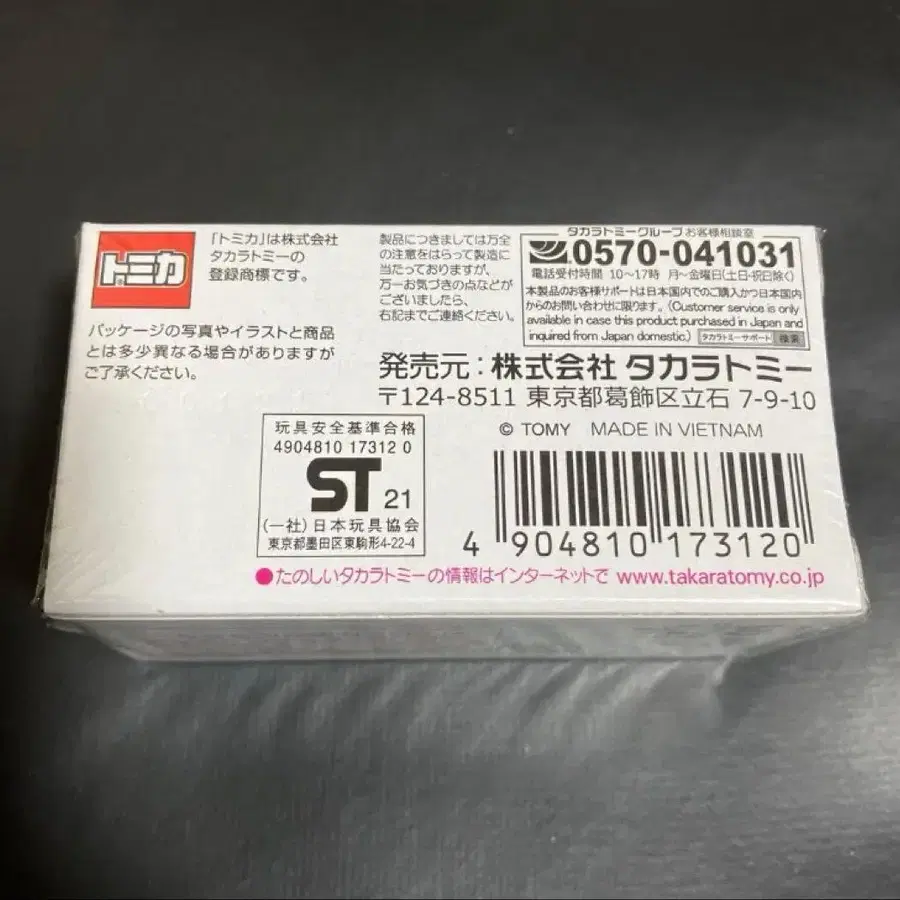 トミカ
「トミカ」は株式会社
タカラトミーの
登録商標です。
パッケージの写真やイラストと商品
とは多少異なる場合がありますが
ご了承ください。
製品につきましては万全
の注意をはらって製造に
当たっておりますが、
万一お気づきの点などが
ございましたら、
右記までご連絡ください。
タカラトミーグループお客様相談室
0570-041031
電話受付時間 10~17時 月~金曜日(土日・祝日除く)
本製品のお客様サポートは日本国内でのご購入かつ日本国内
からのお問い合わせに限ります。(Customer service is only
available in case this product purchased in Japan and
inquired from Japan domestic.) タカラトミーサポート 検索
発売元:株式会社 タカラトミー
〒124-8511 東京都葛飾区立石 7-9-10
© TOMY MADE IN VIETNAM
玩具安全基準合格
4904810 17312 0
ST 21
(一社)日本玩具協会
東京都墨田区東駒形4-22-4
4 904810 173120
●たのしいタカラトミーの情報はインターネットで www.takaratomy.co.jp